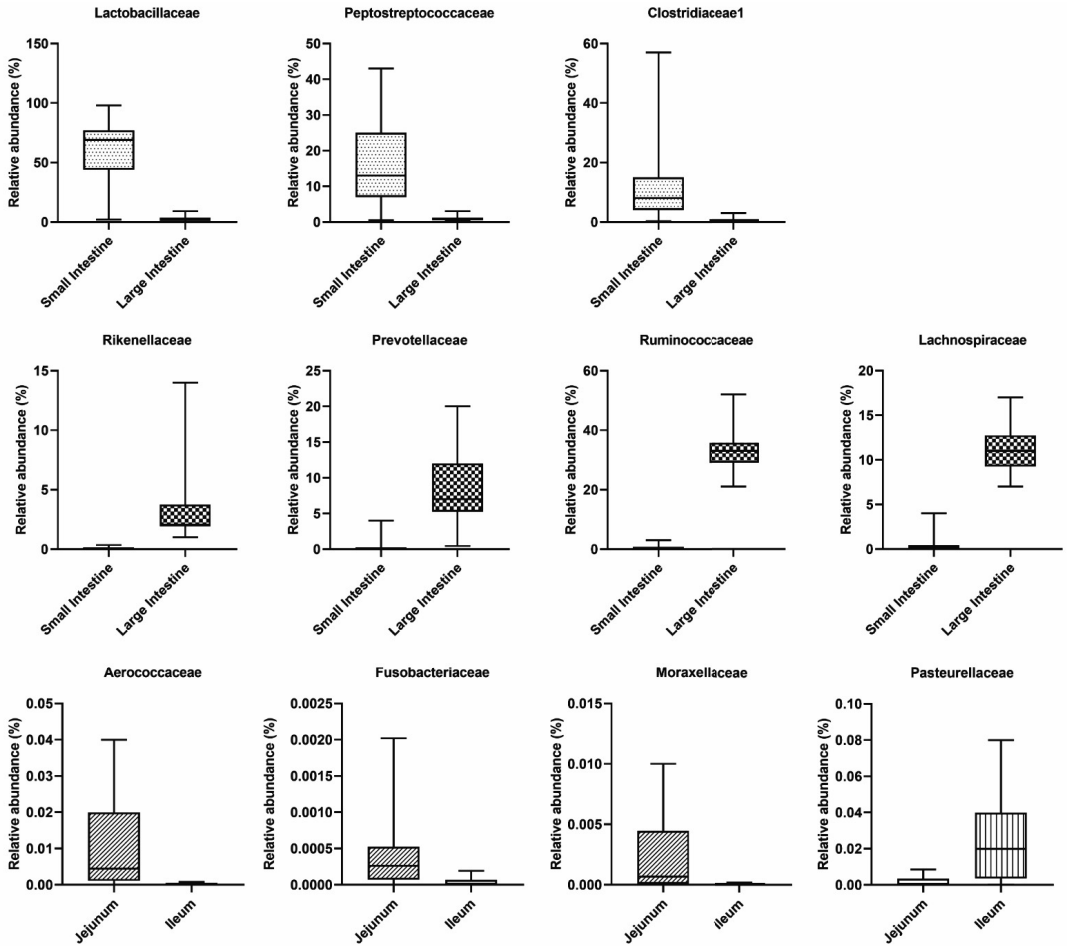 Lactobacillaceae
Relative abundance (%)
150
100
50
0
Small Intestine
Large Intestine
Peptostreptococcaceae
Relative abundance (%)
50
40
30
20
10
0
Small Intestine
Large Intestine
Clostridiaceae1
Relative abundance (%)
60
40
20
0
Small Intestine
Large Intestine
Rikenellaceae
Relative abundance (%)
15
10
5
0
Small Intestine
Large Intestine
Prevotellaceae
Relative abundance (%)
25
20
15
10
5
0
Small Intestine
Large Intestine
Ruminococcaceae
Relative abundance (%)
60
40
20
0
Small Intestine
Large Intestine
Lachnospiraceae
Relative abundance (%)
20
15
10
5
0
Small Intestine
Large Intestine
Aerococcaceae
Relative abundance (%)
0.05
0.04
0.03
0.02
0.01
0.00
Jejunum
Ileum
Fusobacteriaceae
Relative abundance (%)
0.0025
0.0020
0.0015
0.0010
0.0005
0.0000
Jejunum
Ileum
Moraxellaceae
Relative abundance (%)
0.015
0.010
0.005
0.000
Jejunum
Ileum
Pasteurellaceae
Relative abundance (%)
0.10
0.08
0.06
0.04
0.02
0.00
Jejunum
Ileum